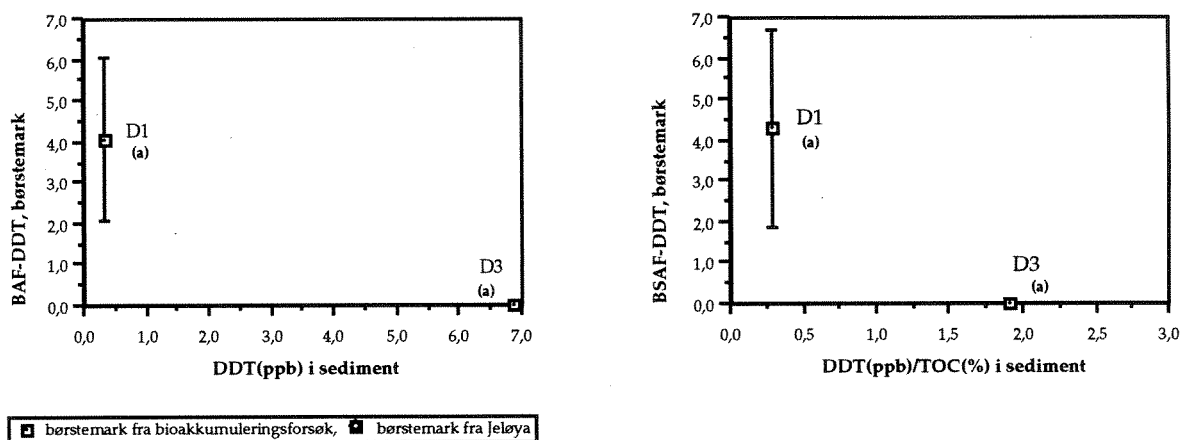 BAF-DDT, børstemark
7,0
6,0
5,0
4,0
3,0
2,0
1,0
0,0
D1
(a)
D3
(a)
0,0 1,0 2,0 3,0 4,0 5,0 6,0 7,0
DDT(ppb) i sediment
BSAF-DDT, børstemark
7,0
6,0
5,0
4,0
3,0
2,0
1,0
0,0
D1
(a)
D3
(a)
0,0 0,5 1,0 1,5 2,0 2,5 3,0
DDT(ppb)/TOC(%) i sediment
børstemark fra bioakkumuleringsforsøk, børstemark fra Jeløya